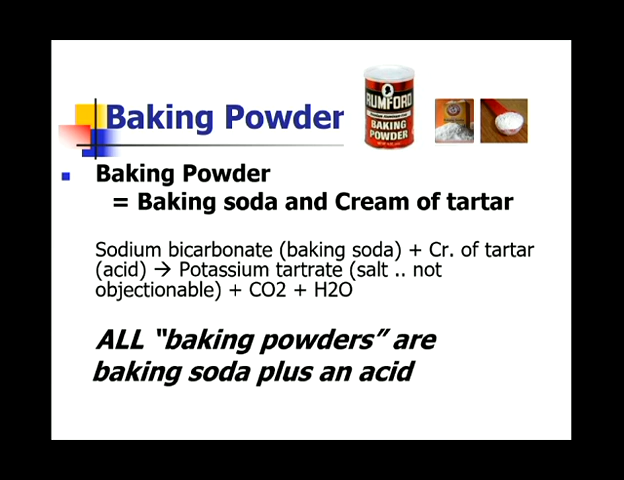 Baking Powder
RUMFORD
BAKING
POWDER
Baking Powder
= Baking soda and Cream of tartar
Sodium bicarbonate (baking soda) + Cr. of tartar
(acid) → Potassium tartrate (salt .. not
objectionable) + CO2 + H2O
ALL “baking powders” are
baking soda plus an acid